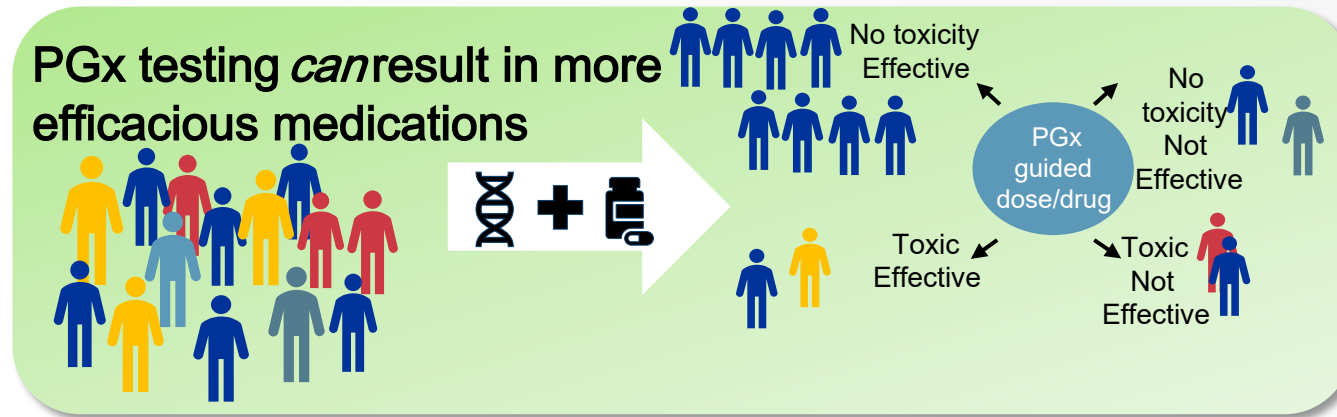 PGx testing can result in more
efficacious medications
No toxicity
Effective
No
toxicity
Not
Effective
PGx
guided
dose/drug
Toxic
Effective
Toxic
Not
Effective